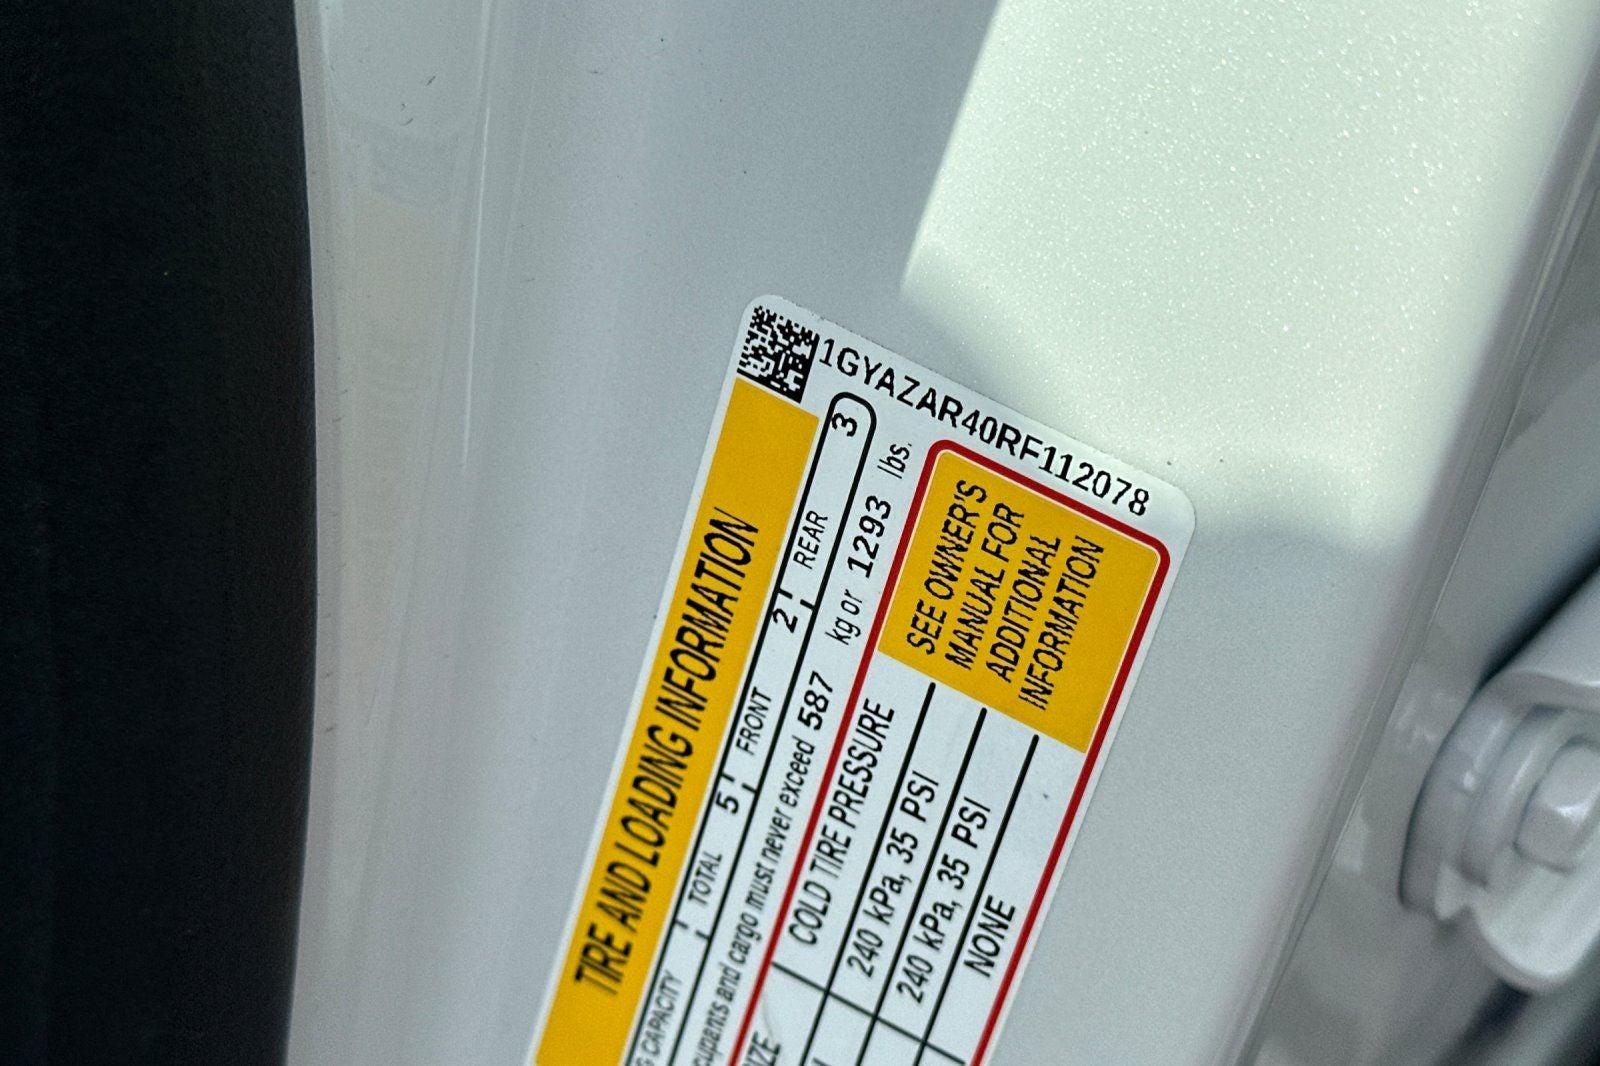 1GYAZAR40RF112078
TIRE AND LOADING INFORMATION
CAPACITY TOTAL 5 FRONT 2 REAR 3
and cargo must never exceed 587 kg or 1293 lbs.
COLD TIRE PRESSURE
240 kPa, 35 PSI
240 kPa, 35 PSI
NONE
SEE OWNER'S
MANUAL FOR
ADDITIONAL
INFORMATION